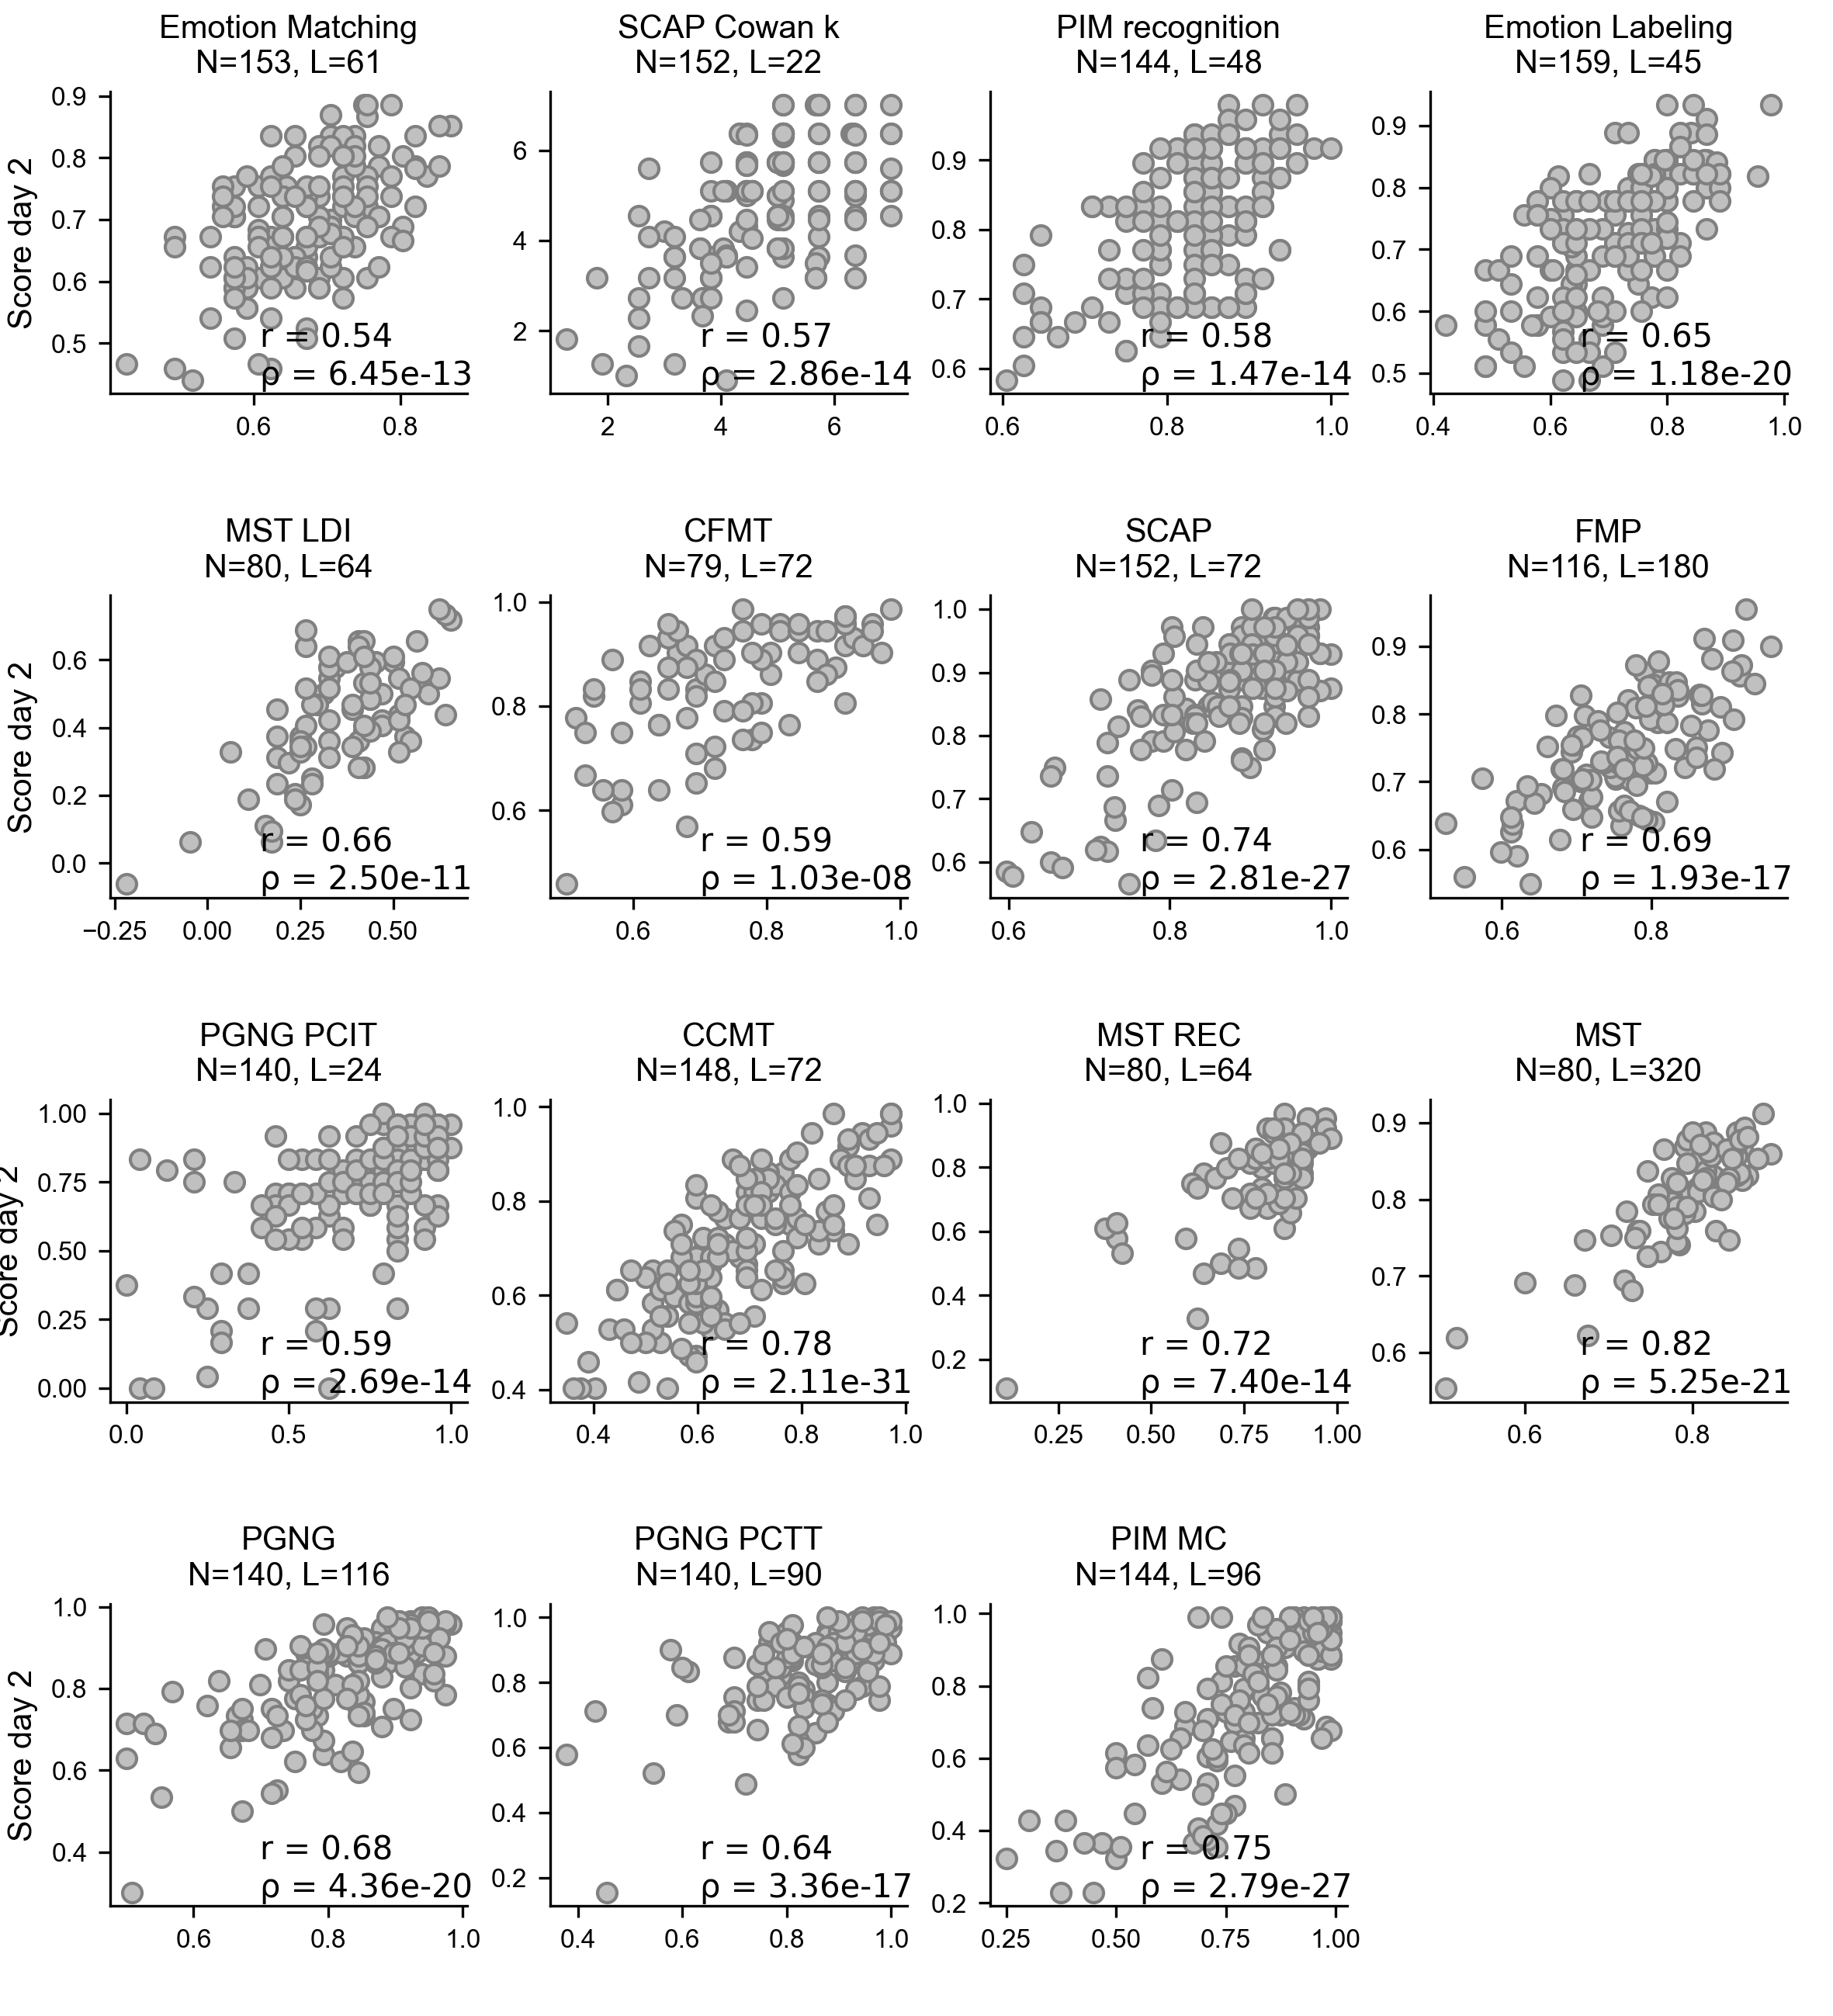 Emotion Matching
N=153, L=61
SCAP Cowan k
N=152, L=22
PIM recognition
N=144, L=48
Emotion Labeling
N=159, L=45
Score day 2
0.9
0.8
0.7
0.6
0.5
r = 0.54
ρ = 6.45e-13
0.6
0.8
6
4
2
r = 0.57
ρ = 2.86e-14
2
4
6
0.9
0.8
0.7
0.6
r = 0.58
ρ = 1.47e-14
0.6
0.8
1.0
0.9
0.8
0.7
0.6
0.5
r = 0.65
ρ = 1.18e-20
0.4
0.6
0.8
1.0
MST LDI
N=80, L=64
CFMT
N=79, L=72
SCAP
N=152, L=72
FMP
N=116, L=180
Score day 2
0.6
0.4
0.2
0.0
r = 0.66
ρ = 2.50e-11
−0.25
0.00
0.25
0.50
1.0
0.8
0.6
r = 0.59
ρ = 1.03e-08
0.6
0.8
1.0
1.0
0.9
0.8
0.7
0.6
r = 0.74
ρ = 2.81e-27
0.6
0.8
1.0
0.9
0.8
0.7
0.6
r = 0.69
ρ = 1.93e-17
0.6
0.8
PGNG PCIT
N=140, L=24
CCMT
N=148, L=72
MST REC
N=80, L=64
MST
N=80, L=320
Score day 2
1.00
0.75
0.50
0.25
0.00
r = 0.59
ρ = 2.69e-14
0.0
0.5
1.0
1.0
0.8
0.6
0.4
r = 0.78
ρ = 2.11e-31
0.4
0.6
0.8
1.0
1.0
0.8
0.6
0.4
0.2
r = 0.72
ρ = 7.40e-14
0.25
0.50
0.75
1.00
0.9
0.8
0.7
0.6
r = 0.82
ρ = 5.25e-21
0.6
0.8
PGNG
N=140, L=116
PGNG PCTT
N=140, L=90
PIM MC
N=144, L=96
Score day 2
1.0
0.8
0.6
0.4
r = 0.68
ρ = 4.36e-20
0.6
0.8
1.0
1.0
0.8
0.6
0.4
0.2
r = 0.64
ρ = 3.36e-17
0.4
0.6
0.8
1.0
1.0
0.8
0.6
0.4
0.2
r = 0.75
ρ = 2.79e-27
0.25
0.50
0.75
1.00